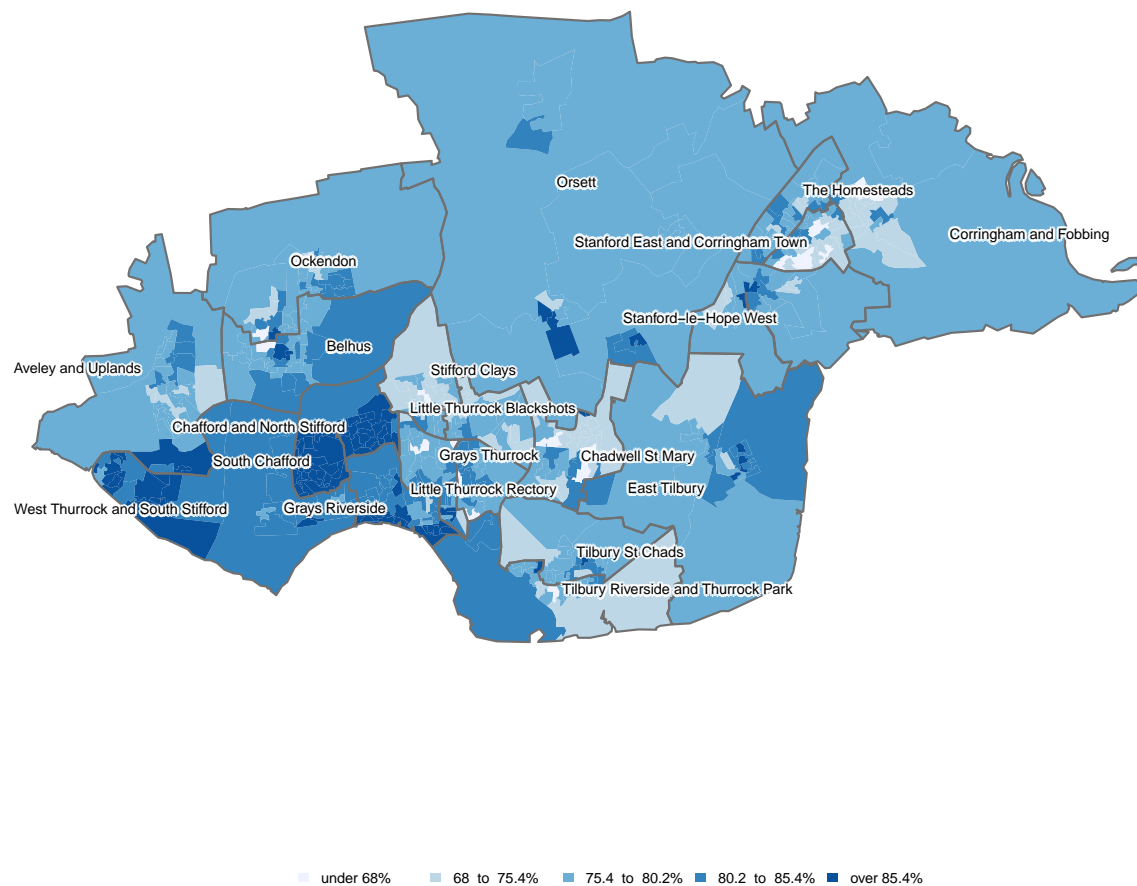 Orsett
The Homesteads
Corringham and Fobbing
Stanford East and Corringham Town
Ockendon
Stanford-le-Hope West
Belhus
Aveley and Uplands
Stifford Clays
Little Thurrock Blackshots
Chafford and North Stifford
Grays Thurrock
Chadwell St Mary
South Chafford
Little Thurrock Rectory
East Tilbury
West Thurrock and South Stifford
Grays Riverside
Tilbury St Chads
Tilbury Riverside and Thurrock Park
under 68% 68 to 75.4% 75.4 to 80.2% 80.2 to 85.4% over 85.4%